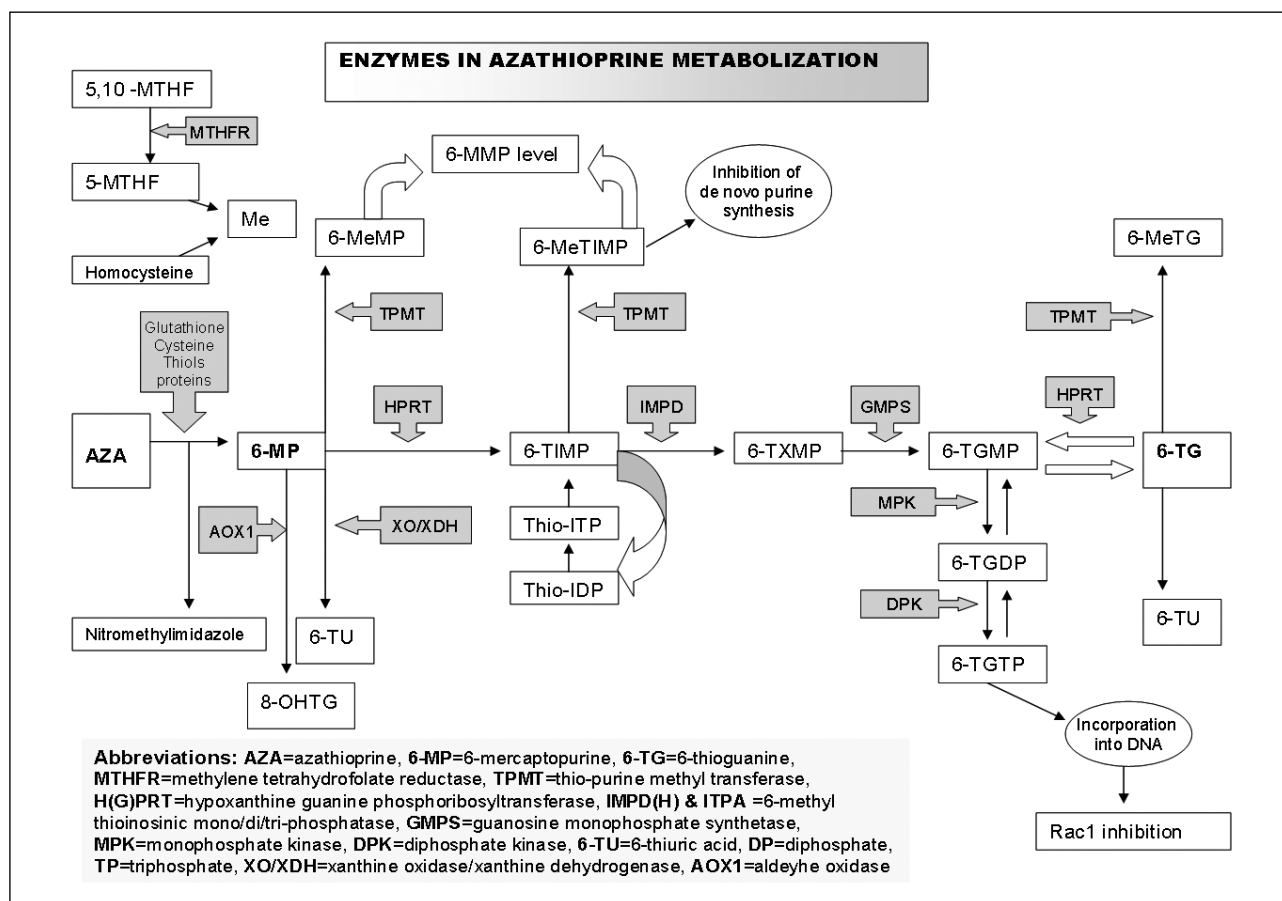 ENZYMES IN AZATHIOPRINE METABOLIZATION
5,10 -MTHF
MTHFR
5-MTHF
Me
Homocysteine
6-MMP level
Inhibition of
de novo purine
synthesis
6-MeMP
6-MeTIMP
6-MeTG
TPMT
TPMT
TPMT
Glutathione
Cysteine
Thiols
proteins
HPRT
IMPD
GMPS
HPRT
AZA
6-MP
6-TIMP
6-TXMP
6-TGMP
6-TG
AOX1
XO/XDH
Thio-ITP
MPK
Thio-IDP
6-TGDP
DPK
Nitromethylimidazole
6-TU
6-TU
6-TGTP
8-OHTG
Incorporation
into DNA
Rac1 inhibition
Abbreviations: AZA=azathioprine, 6-MP=6-mercaptopurine, 6-TG=6-thioguanine,
MTHFR=methylene tetrahydrofolate reductase, TPMT=thio-purine methyl transferase,
H(G)PRT=hypoxanthine guanine phosphoribosyltransferase, IMPD(H) & ITPA =6-methyl
thioinosinic mono/di/tri-phosphatase, GMPS=guanosine monophosphate synthetase,
MPK=monophosphate kinase, DPK=diphosphate kinase, 6-TU=6-thiuric acid, DP=diphosphate,
TP=triphosphate, XO/XDH=xanthine oxidase/xanthine dehydrogenase, AOX1=aldeyhe oxidase